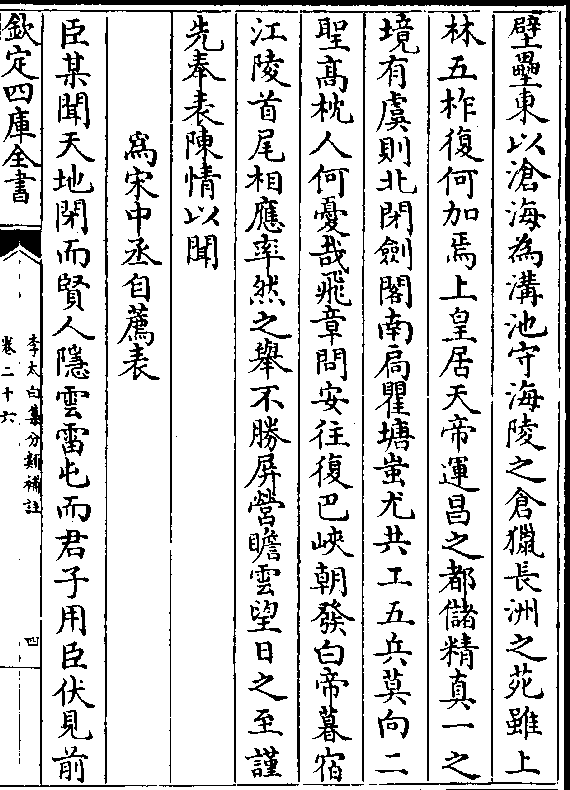 壁壘東以滄海為溝池守海陵之倉獵長洲之苑雖上
林五柞復何加焉上皇居天帝運昌之都儲精真一之
境有虞則北閉劍閣南扃瞿塘蚩尤共工五兵莫向二
聖髙枕人何憂哉飛章問安往復巴峽朝發白帝暮宿
江陵首尾相應率然之舉不勝屏營瞻雲望日之至謹
先奉表陳情以聞
為宋中丞自薦表
臣某聞天地閉而賢人隱雲雷屯而君子用臣伏見前
欽定四庫全書
李太白集分類補註
卷二十六
四